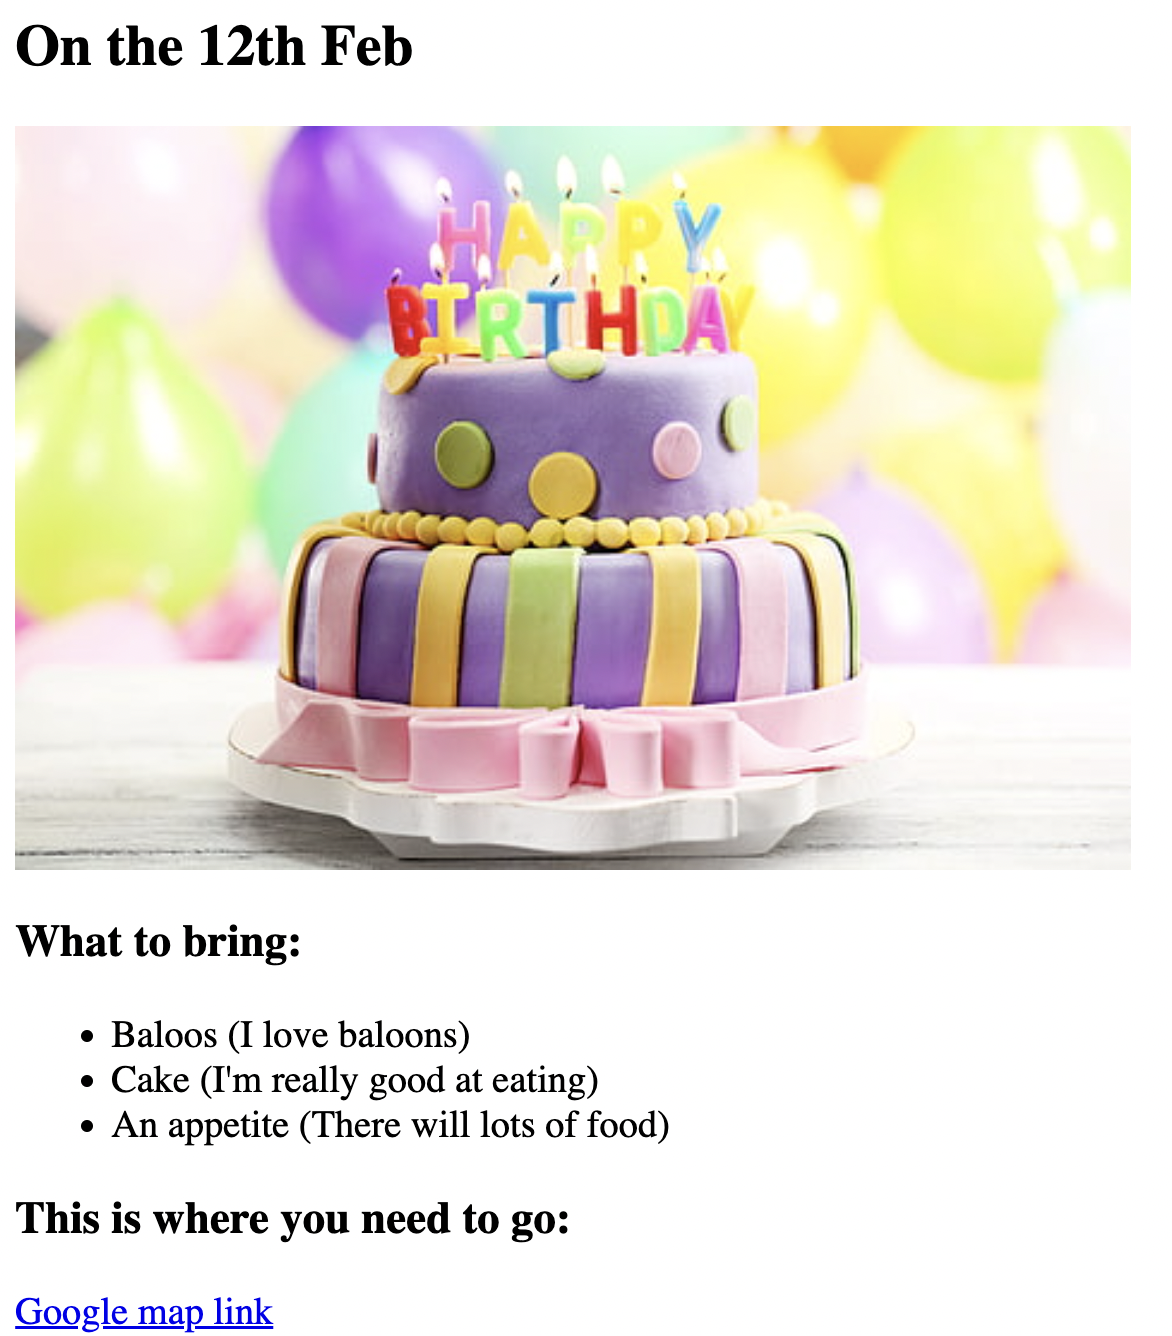 On the 12th Feb
HAPPY
BIRTHDAY
What to bring:
Baloos (I love baloons)
Cake (I'm really good at eating)
An appetite (There will lots of food)
This is where you need to go:
Google map link